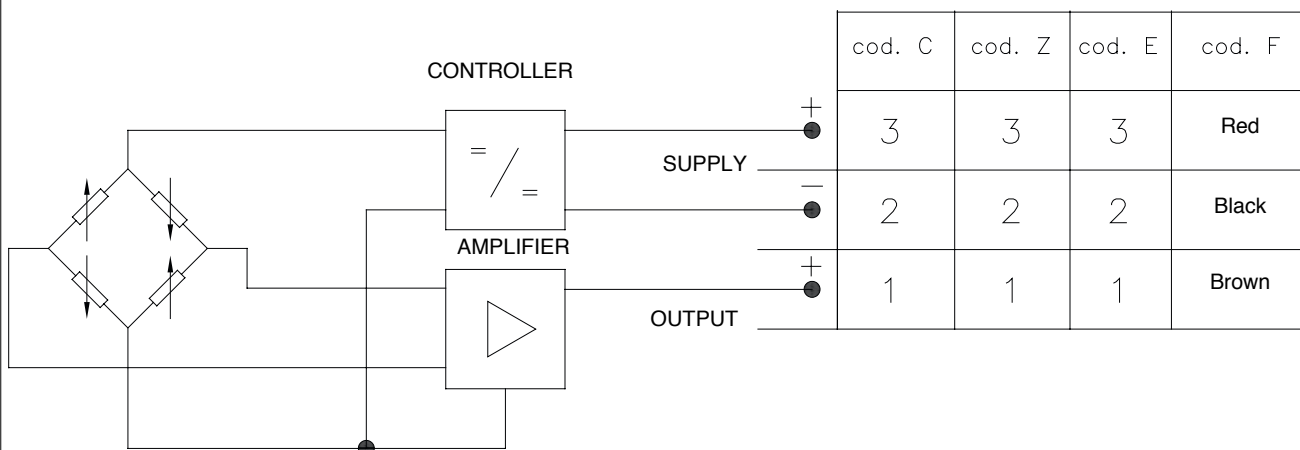 CONTROLLER
= / =
SUPPLY
AMPLIFIER
OUTPUT
+
−
+
cod. C cod. Z cod. E cod. F
3 3 3 Red
2 2 2 Black
1 1 1 Brown